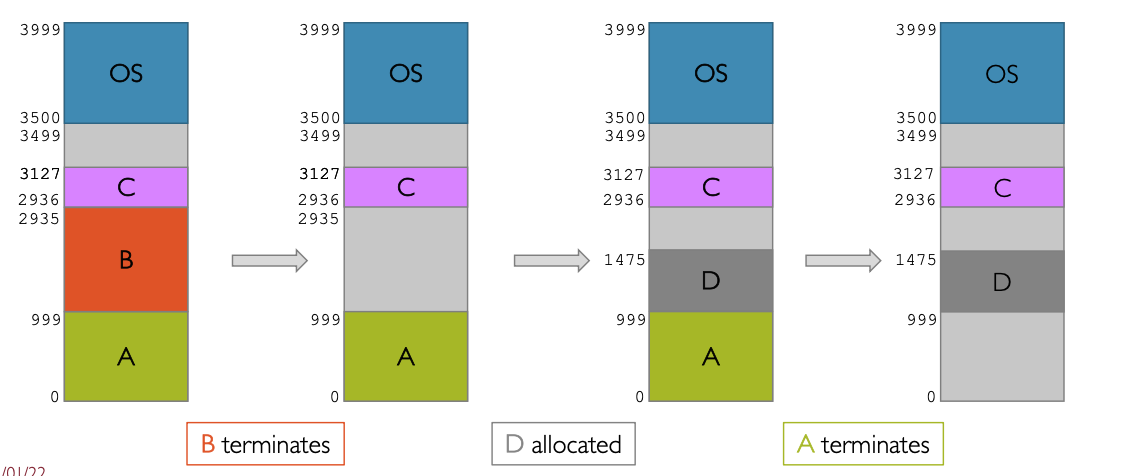 3999 3999 3999 3999
OS OS OS OS
3500 3500 3500 3500
3499 3499 3499 3499
3127 3127 3127 3127
C C C C
2936 2936 2936 2936
2935 2935
B 1475 1475
D D
999 999 999 999
A A A
0 0 0 0
B terminates D allocated A terminates
/01/22